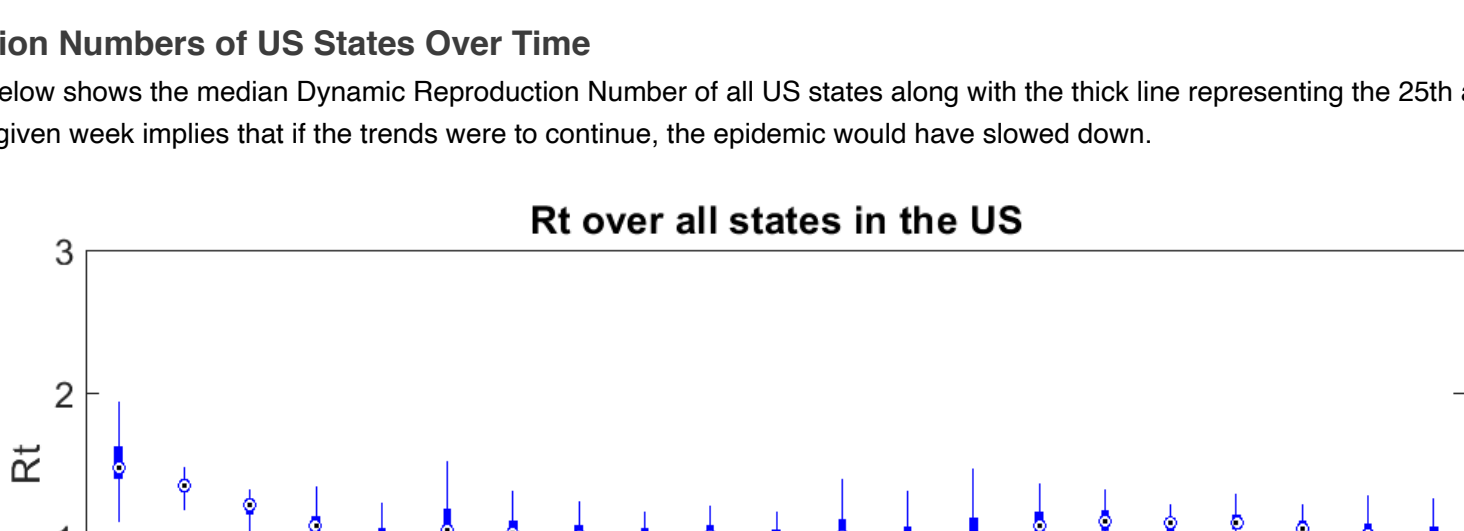 ion Numbers of US States Over Time
elow shows the median Dynamic Reproduction Number of all US states along with the thick line representing the 25th a
given week implies that if the trends were to continue, the epidemic would have slowed down.
Rt over all states in the US
3
2
Rt